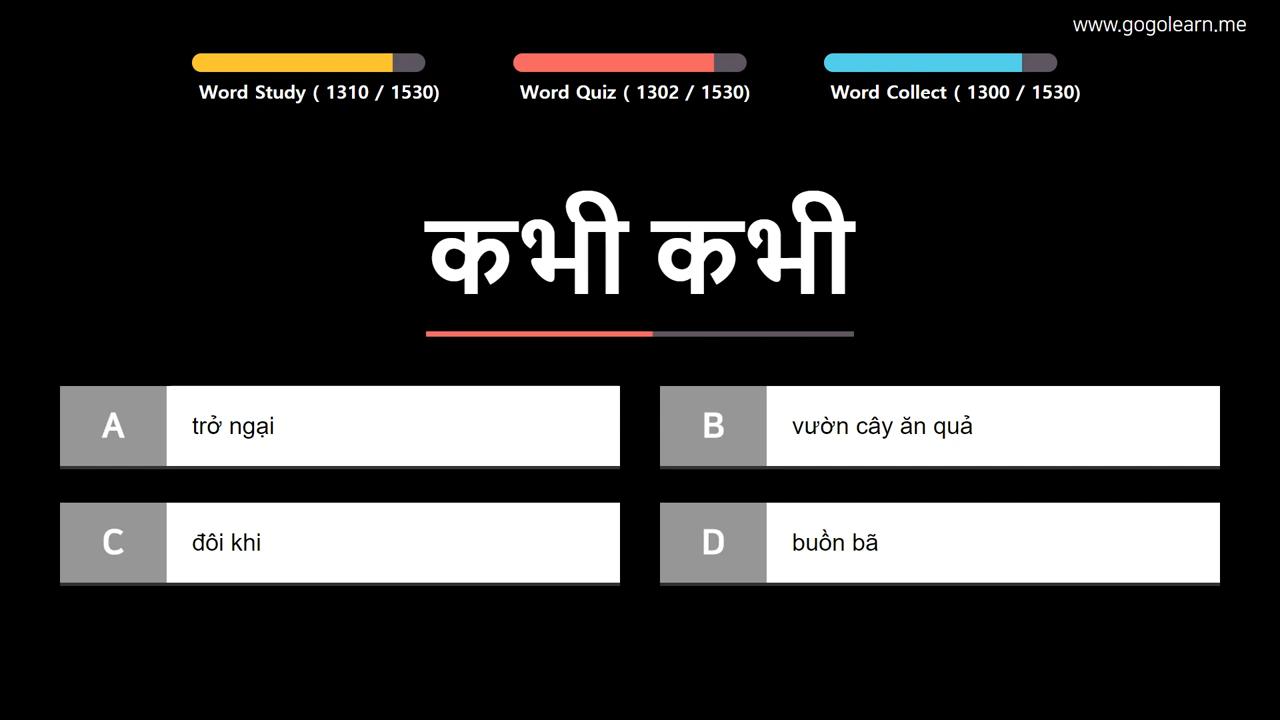 www.gogolearn.me
Word Study ( 1310 / 1530)
Word Quiz ( 1302 / 1530)
Word Collect ( 1300 / 1530)
कभी कभी
A
trở ngại
B
vườn cây ăn quả
C
đôi khi
D
buồn bã